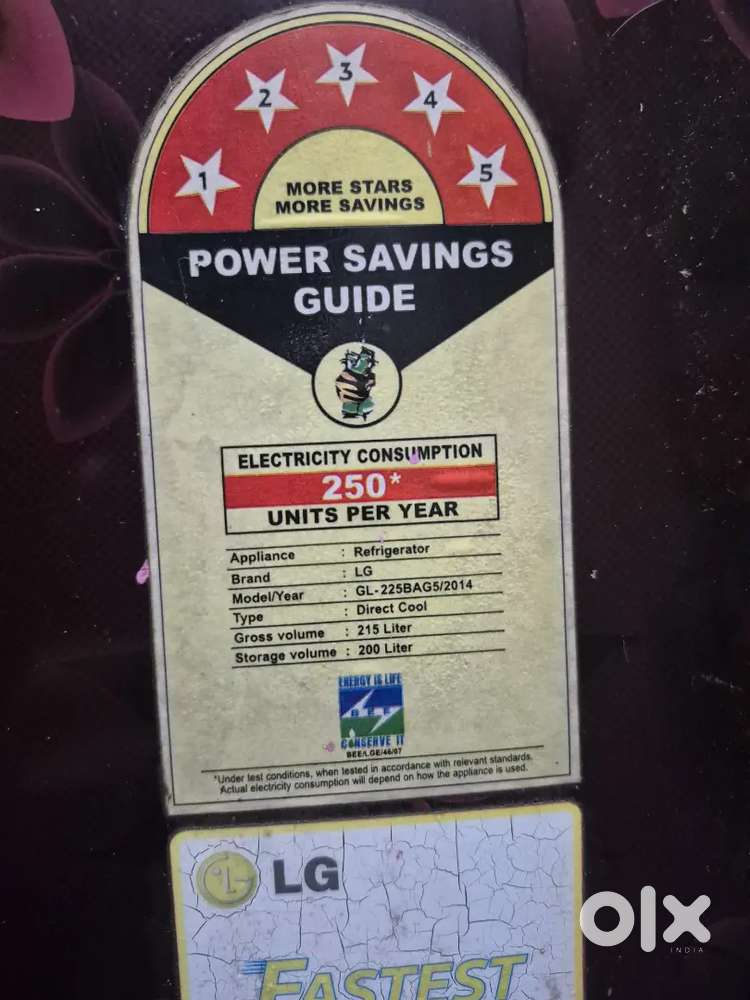 1 2 3 4 5
MORE STARS
MORE SAVINGS
POWER SAVINGS
GUIDE
ELECTRICITY CONSUMPTION
250*
UNITS PER YEAR
Appliance : Refrigerator
Brand : LG
Model/Year : GL-225BAG5/2014
Type : Direct Cool
Gross volume : 215 Liter
Storage volume : 200 Liter
ENERGY IS LIFE
BEE
CONSERVE IT
BEE/LGE/46/07
*Under test conditions, when tested in accordance with relevant standards.
Actual electricity consumption will depend on how the appliance is used.
LG
olx
INDIA
FASTEST